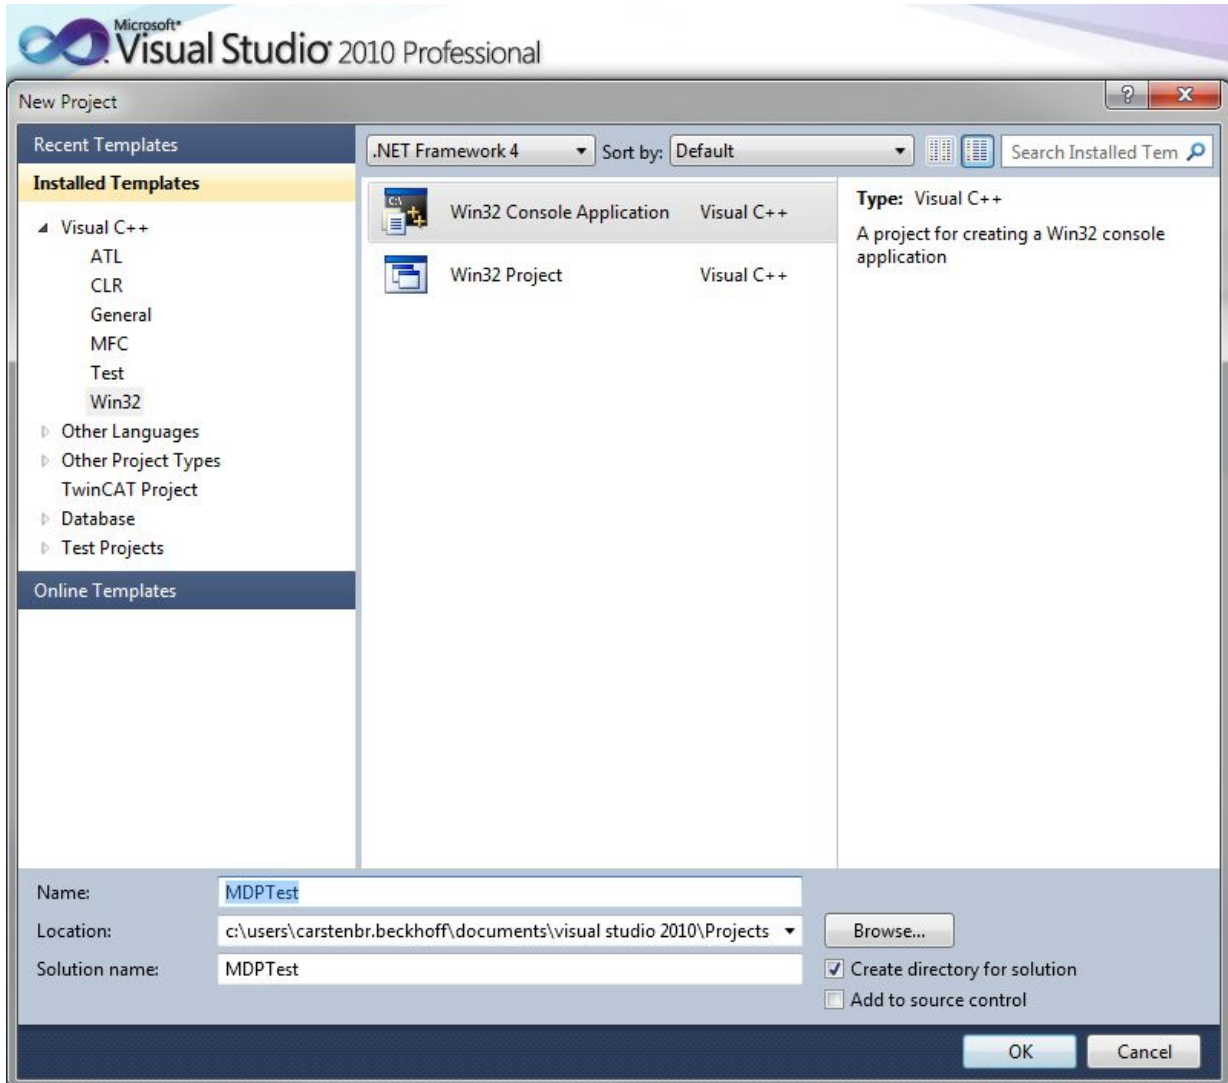 Microsoft®
Visual Studio® 2010 Professional
New Project
Recent Templates
Installed Templates
Visual C++
ATL
CLR
General
MFC
Test
Win32
Other Languages
Other Project Types
TwinCAT Project
Database
Test Projects
Online Templates
.NET Framework 4 Sort by: Default Search Installed Tem
C:\
Win32 Console Application Visual C++
Win32 Project Visual C++
Type: Visual C++
A project for creating a Win32 console
application
Name: MDPTest
Location: c:\users\carstenbr.beckhoff\documents\visual studio 2010\Projects Browse...
Solution name: MDPTest
Create directory for solution
Add to source control
OK Cancel